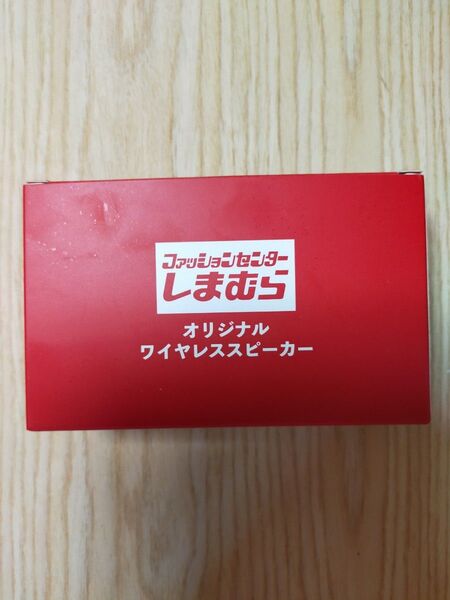 ファッションセンター
しまむら
オリジナル
ワイヤレススピーカー